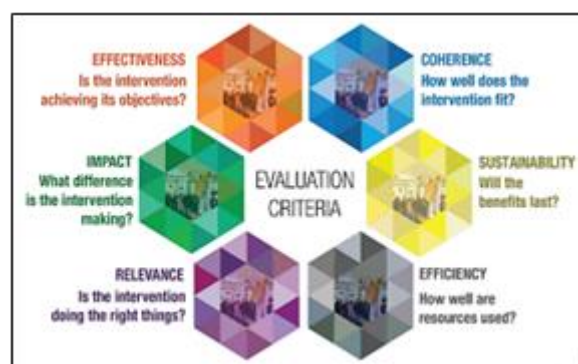 EFFECTIVENESS
Is the intervention
achieving its objectives?
COHERENCE
How well does the
intervention fit?
IMPACT
What difference
is the intervention
making?
EVALUATION
CRITERIA
SUSTAINABILITY
Will the
benefits last?
RELEVANCE
Is the intervention
doing the right things?
EFFICIENCY
How well are
resources used?